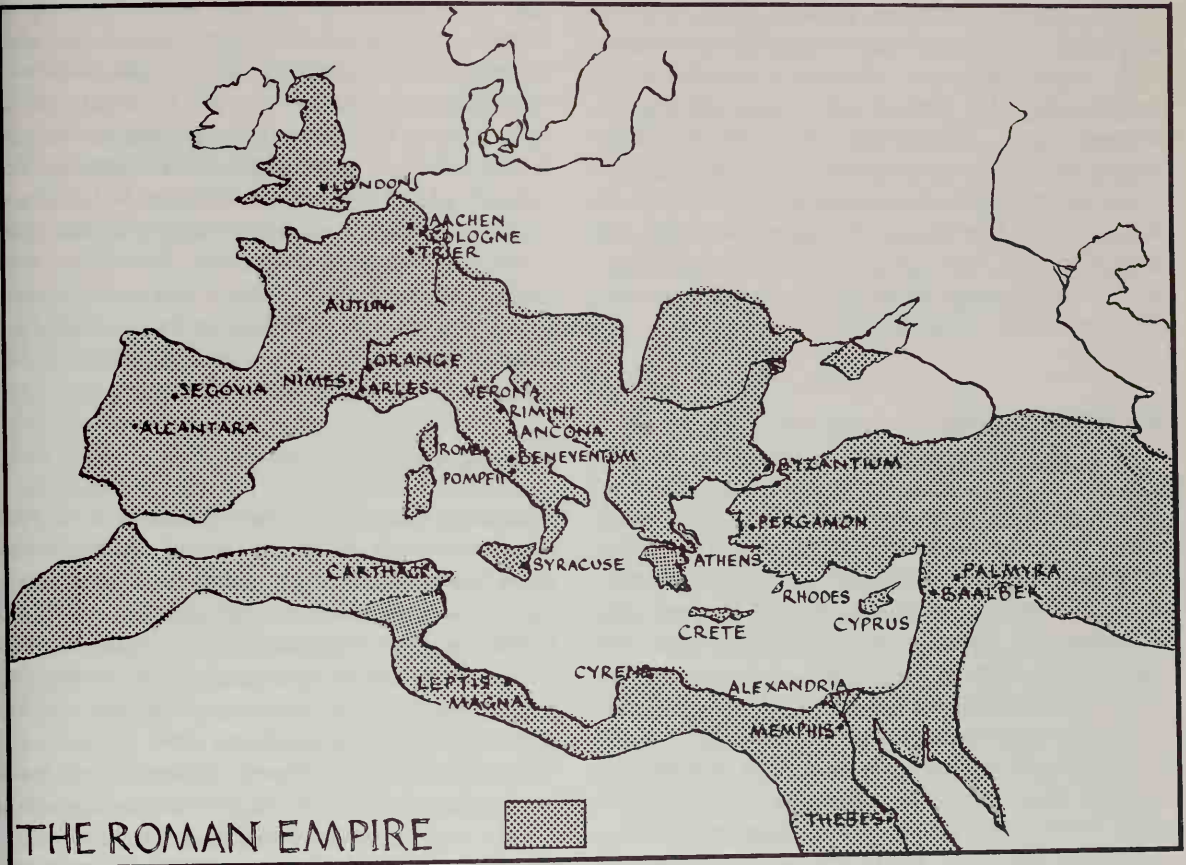 LONDON
AACHEN
COLOGNE
TRIER
AUTUN
ORANGE
NÎMES
ARLES
VERONA
SEGOVIA
RIMINI
ALCANTARA
ANCONA
ROME
BENEVENTUM
BYZANTIUM
POMPEII
PERGAMON
SYRACUSE
ATHENS
CARTHAGE
PALMYRA
RHODES
BAALBEK
CYPRUS
CRETE
CYRENE
LEPTIS
MAGNA
ALEXANDRIA
MEMPHIS
THEBES
THE ROMAN EMPIRE